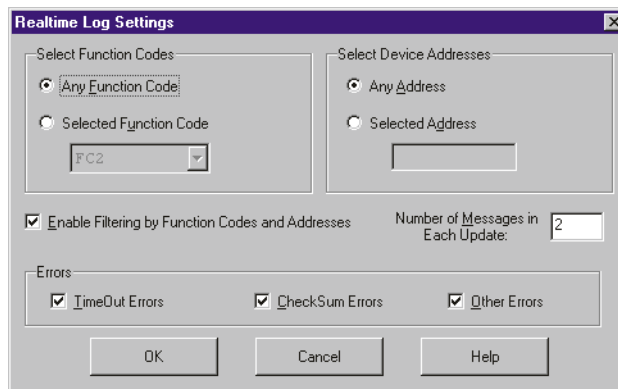 Realtime Log Settings
Select Function Codes
Any Function Code
Selected Function Code
FC2
Select Device Addresses
Any Address
Selected Address
Enable Filtering by Function Codes and Addresses
Number of Messages in
Each Update:
2
Errors
TimeOut Errors
CheckSum Errors
Other Errors
OK
Cancel
Help